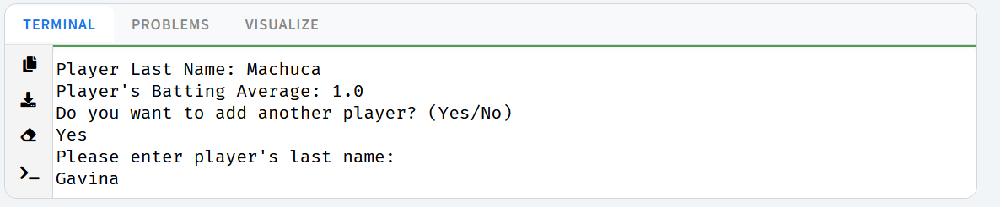 TERMINAL PROBLEMS VISUALIZE
Player Last Name: Machuca
Player's Batting Average: 1.0
Do you want to add another player? (Yes/No)
Yes
Please enter player's last name:
Gavina